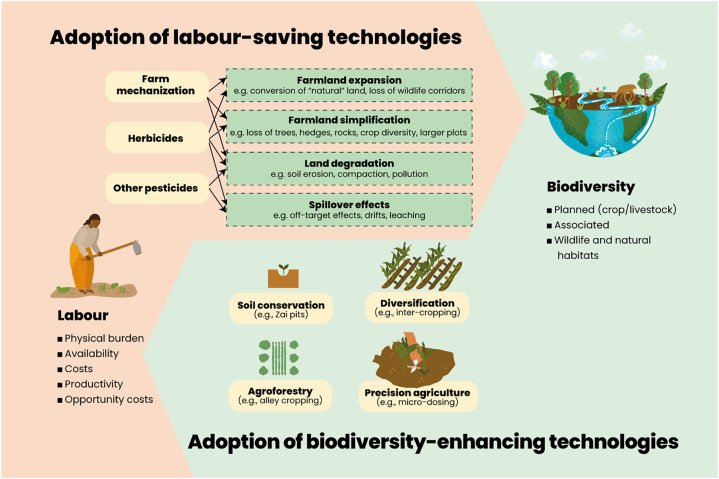 Adoption of labour-saving technologies
Farm
mechanization
Herbicides
Other pesticides
Farmland expansion
e.g. conversion of “natural” land, loss of wildlife corridors
Farmland simplification
e.g. loss of trees, hedges, rocks, crop diversity, larger plots
Land degradation
e.g. soil erosion, compaction, pollution
Spillover effects
e.g. off-target effects, drifts, leaching
Biodiversity
■ Planned (crop/livestock)
■ Associated
■ Wildlife and natural
habitats
Labour
■ Physical burden
■ Availability
■ Costs
■ Productivity
■ Opportunity costs
Soil conservation
(e.g., Zai pits)
Diversification
(e.g., inter-cropping)
Agroforestry
(e.g., alley cropping)
Precision agriculture
(e.g., micro-dosing)
Adoption of biodiversity-enhancing technologies